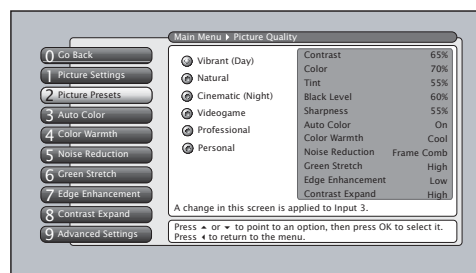 Main Menu ▸ Picture Quality
0 Go Back
1 Picture Settings
2 Picture Presets
3 Auto Color
4 Color Warmth
5 Noise Reduction
6 Green Stretch
7 Edge Enhancement
8 Contrast Expand
9 Advanced Settings
Vibrant (Day)
Natural
Cinematic (Night)
Videogame
Professional
Personal
Contrast 65%
Color 70%
Tint 55%
Black Level 60%
Sharpness 55%
Auto Color On
Color Warmth Cool
Noise Reduction Frame Comb
Green Stretch High
Edge Enhancement Low
Contrast Expand High
A change in this screen is applied to Input 3.
Press ▴ or ▾ to point to an option, then press OK to select it.
Press ◂ to return to the menu.